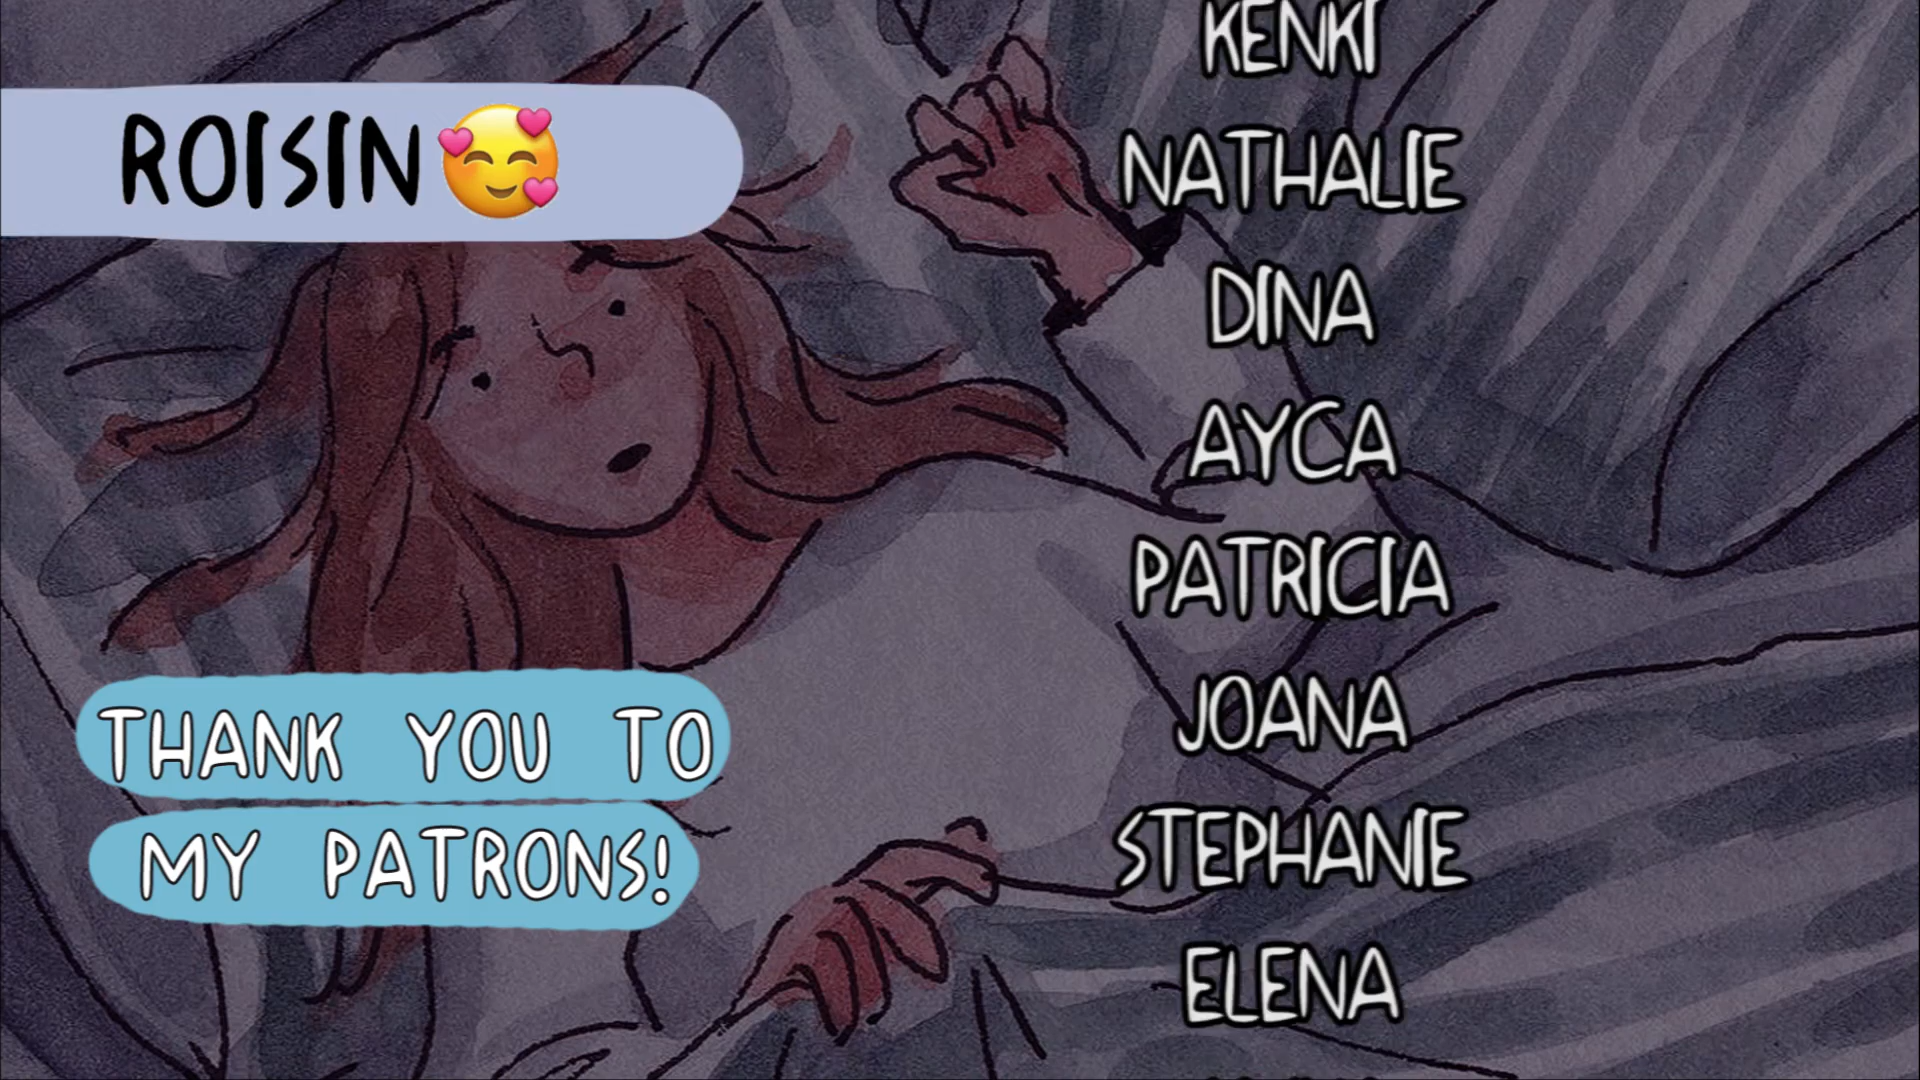 ROISIN🥰
THANK YOU TO
MY PATRONS!
KENKI
NATHALIE
DINA
AYCA
PATRICIA
JOANA
STEPHANIE
ELENA